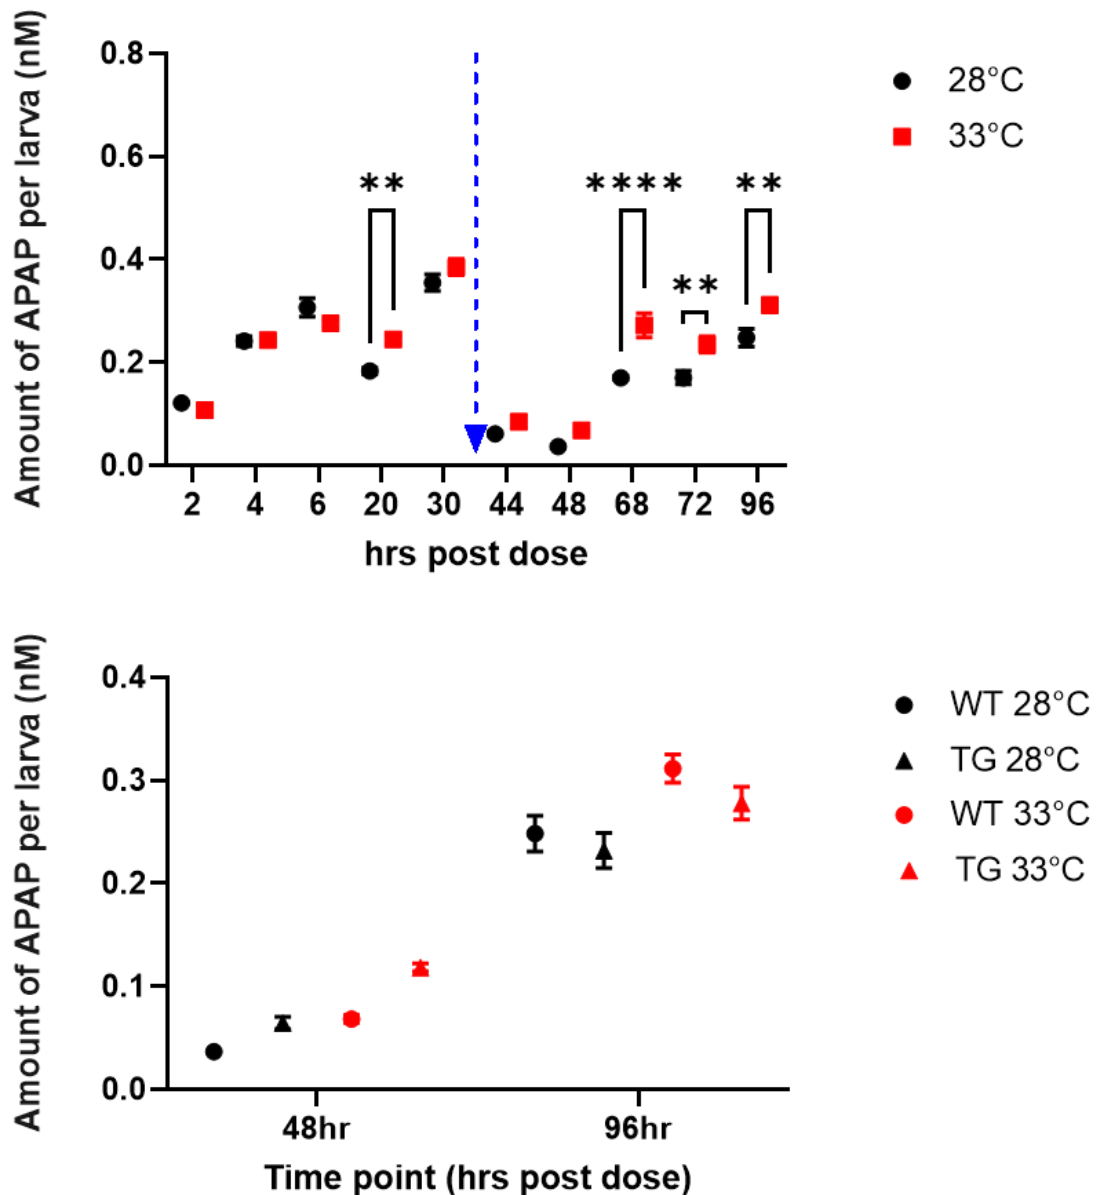 Amount of APAP per larva (nM)
0.8
0.6
0.4
0.2
0.0
** **** ** **
2 4 6 20 30 44 48 68 72 96
hrs post dose
28°C
33°C
Amount of APAP per larva (nM)
0.4
0.3
0.2
0.1
0.0
48hr 96hr
Time point (hrs post dose)
WT 28°C
TG 28°C
WT 33°C
TG 33°C